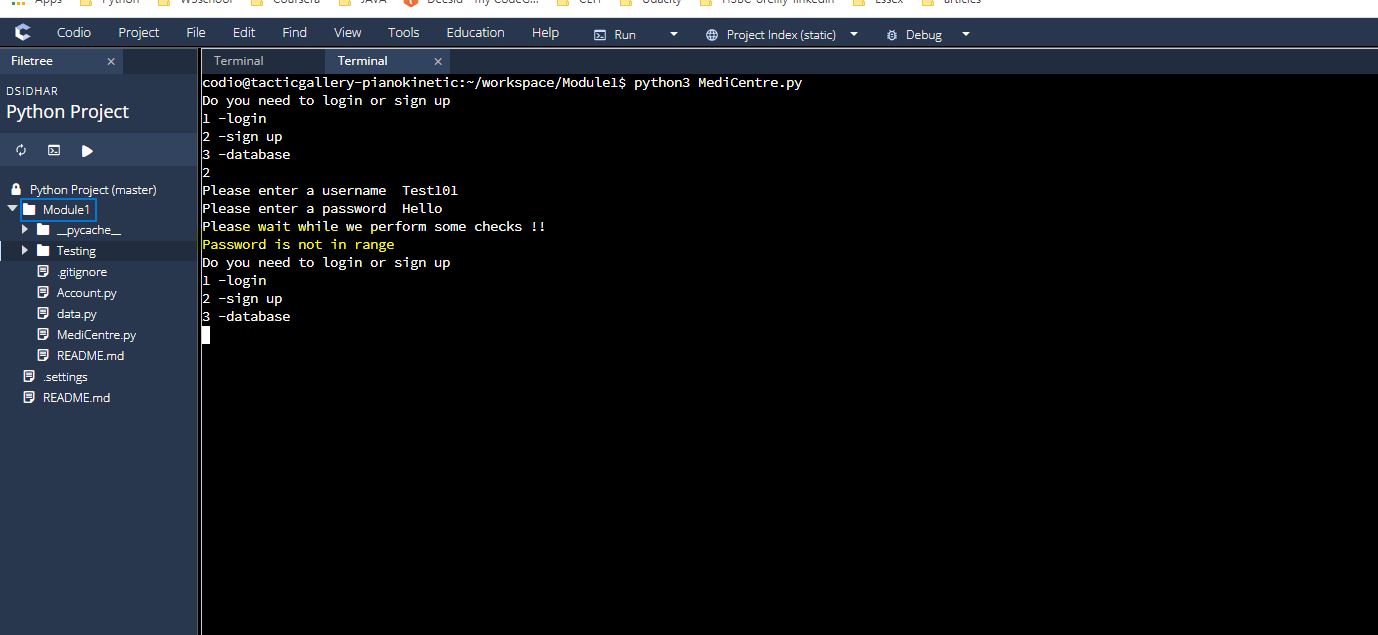 Apps Python W3school Coursera JAVA CEH Udacity Essex articles
Codio Project File Edit Find View Tools Education Help Run Project Index (static) Debug
Filetree × Terminal Terminal ×
DSIDHAR
Python Project
Python Project (master)
Module1
__pycache__
Testing
.gitignore
Account.py
data.py
MediCentre.py
README.md
.settings
README.md
codio@tacticgallery-pianokinetic:~/workspace/Module1$ python3 MediCentre.py
Do you need to login or sign up
1 -login
2 -sign up
3 -database
2
Please enter a username  Test101
Please enter a password  Hello
Please wait while we perform some checks !!
Password is not in range
Do you need to login or sign up
1 -login
2 -sign up
3 -database